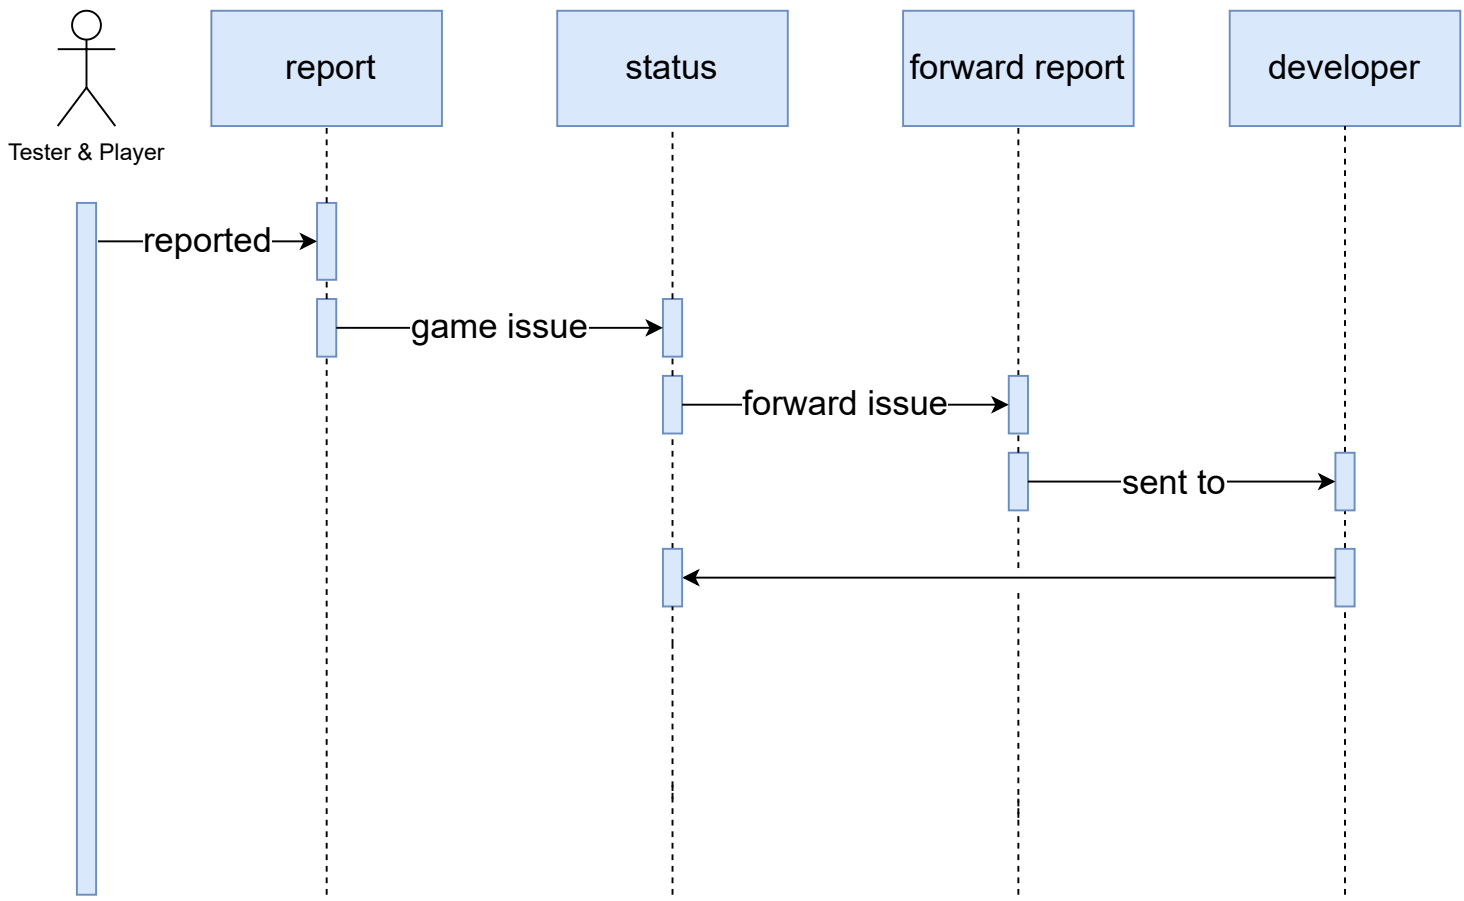 report
status
forward report
developer
Tester & Player
reported
game issue
forward issue
sent to